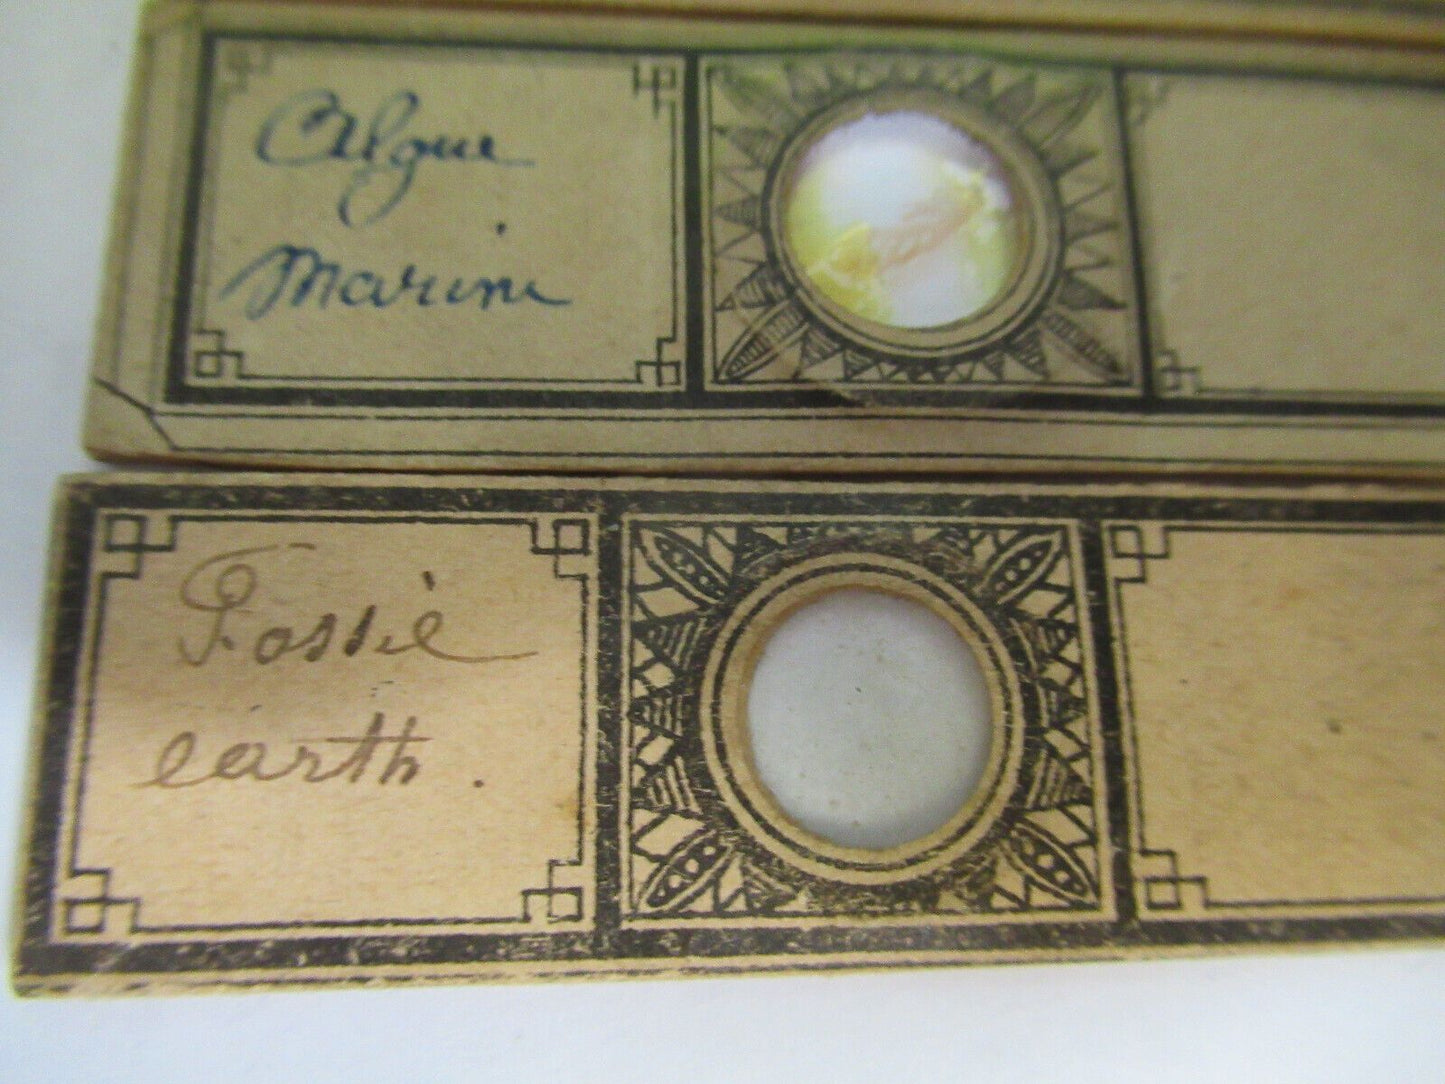 Algue
Marine
Fossil
earth.